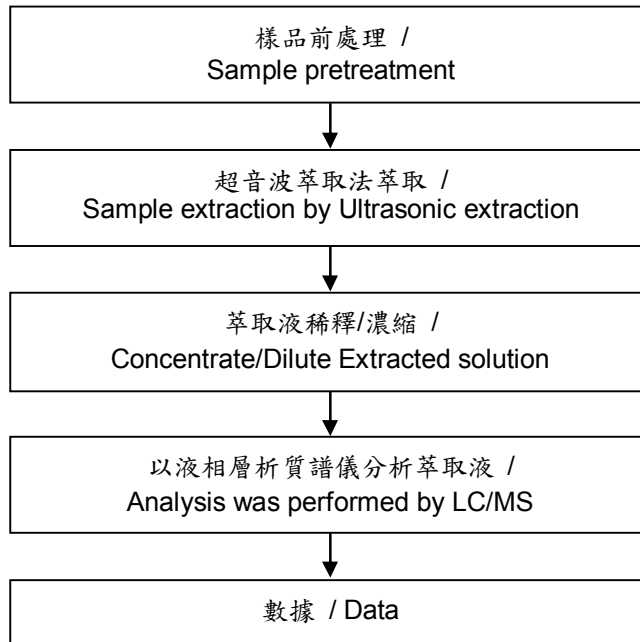 樣品前處理 /
Sample pretreatment
超音波萃取法萃取 /
Sample extraction by Ultrasonic extraction
萃取液稀釋/濃縮 /
Concentrate/Dilute Extracted solution
以液相層析質譜儀分析萃取液 /
Analysis was performed by LC/MS
數據 / Data